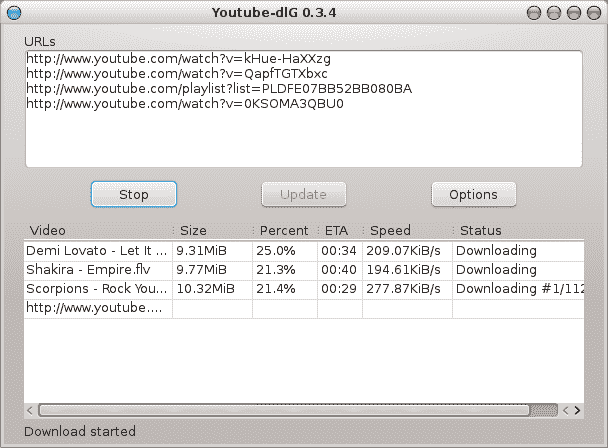 Youtube-dlG 0.3.4
URLs
http://www.youtube.com/watch?v=kHue-HaXXzg
http://www.youtube.com/watch?v=QapfTGTXbxc
http://www.youtube.com/playlist?list=PLDFE07BB52BB080BA
http://www.youtube.com/watch?v=0KSOMA3QBU0
Stop Update Options
Video Size Percent ETA Speed Status
Demi Lovato - Let It ... 9.31MiB 25.0% 00:34 209.07KiB/s Downloading
Shakira - Empire.flv 9.77MiB 21.3% 00:40 194.61KiB/s Downloading
Scorpions - Rock You... 10.32MiB 21.4% 00:29 277.87KiB/s Downloading #1/112
http://www.youtube....
Download started